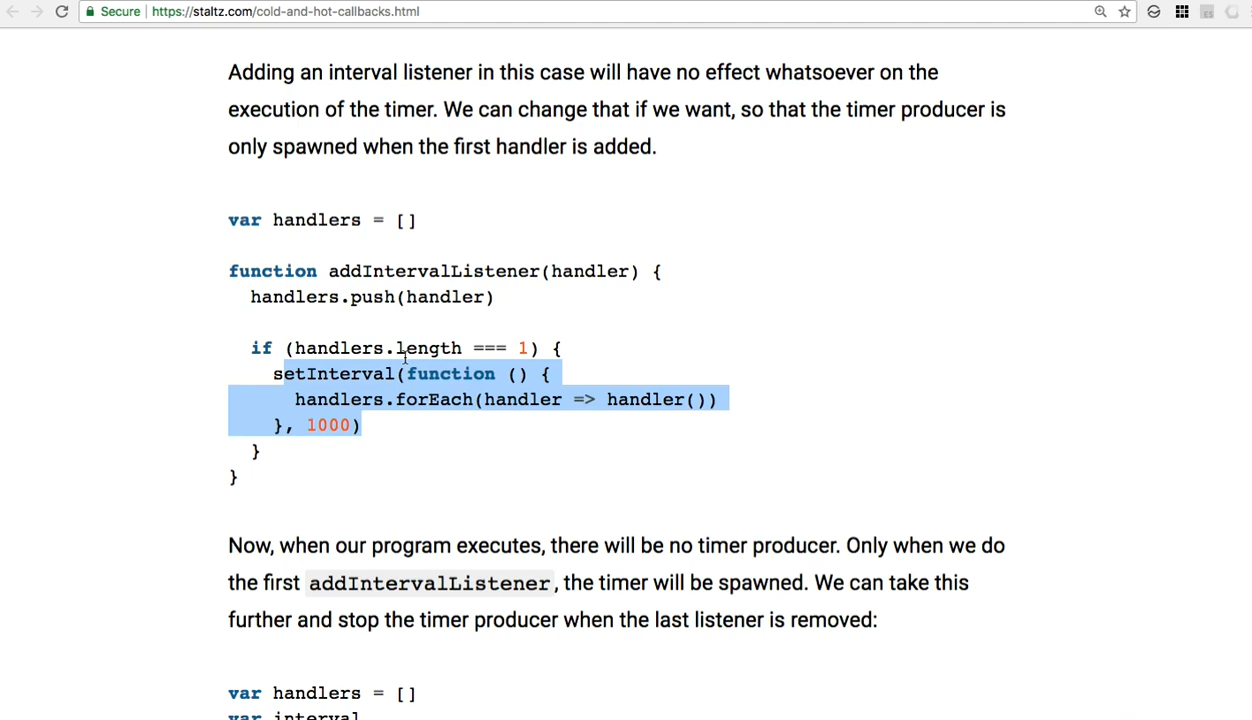 Secure https://staltz.com/cold-and-hot-callbacks.html
Adding an interval listener in this case will have no effect whatsoever on the
execution of the timer. We can change that if we want, so that the timer producer is
only spawned when the first handler is added.
var handlers = []
function addIntervalListener(handler) {
handlers.push(handler)
if (handlers.length === 1) {
setInterval(function () {
handlers.forEach(handler => handler())
}, 1000)
}
}
Now, when our program executes, there will be no timer producer. Only when we do
the first addIntervalListener, the timer will be spawned. We can take this
further and stop the timer producer when the last listener is removed:
var handlers = []
var interval